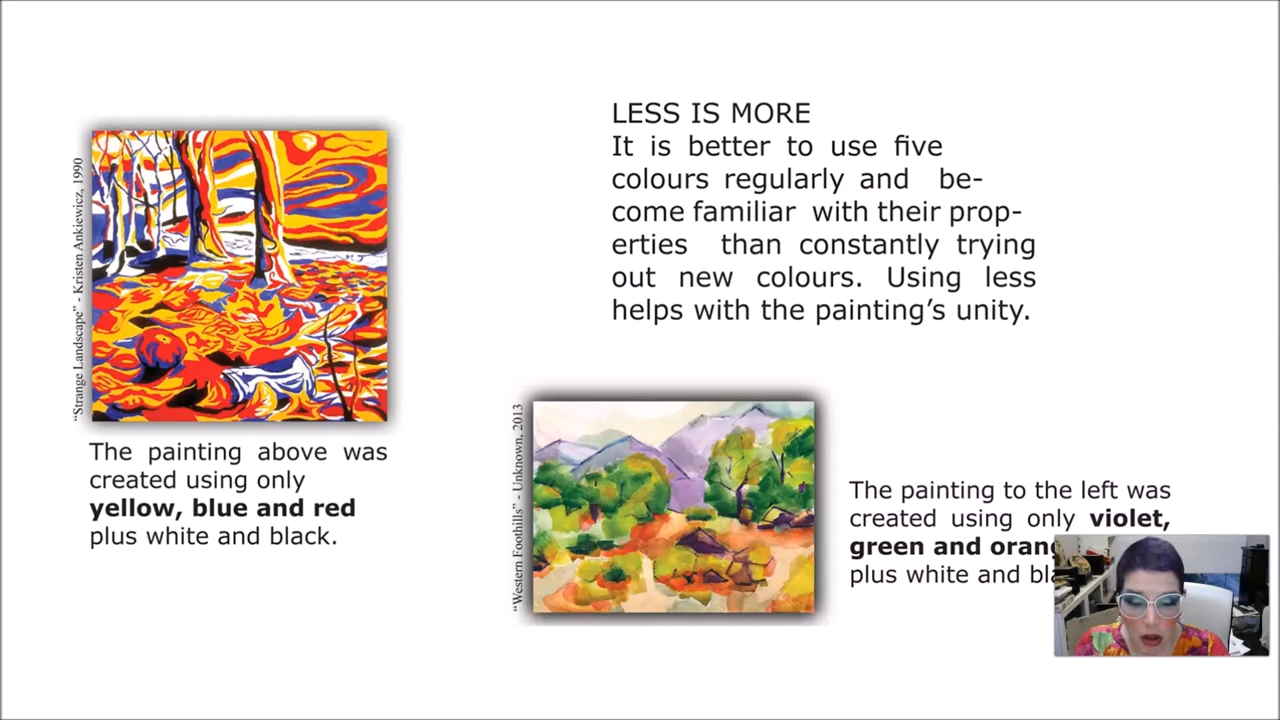 "Strange Landscape" - Kristen Ankiewicz, 1990
The painting above was
created using only
yellow, blue and red
plus white and black.
LESS IS MORE
It is better to use five
colours regularly and be-
come familiar with their prop-
erties than constantly trying
out new colours. Using less
helps with the painting's unity.
"Western Foothills" - Unknown, 2013
The painting to the left was
created using only violet,
green and
plus white and